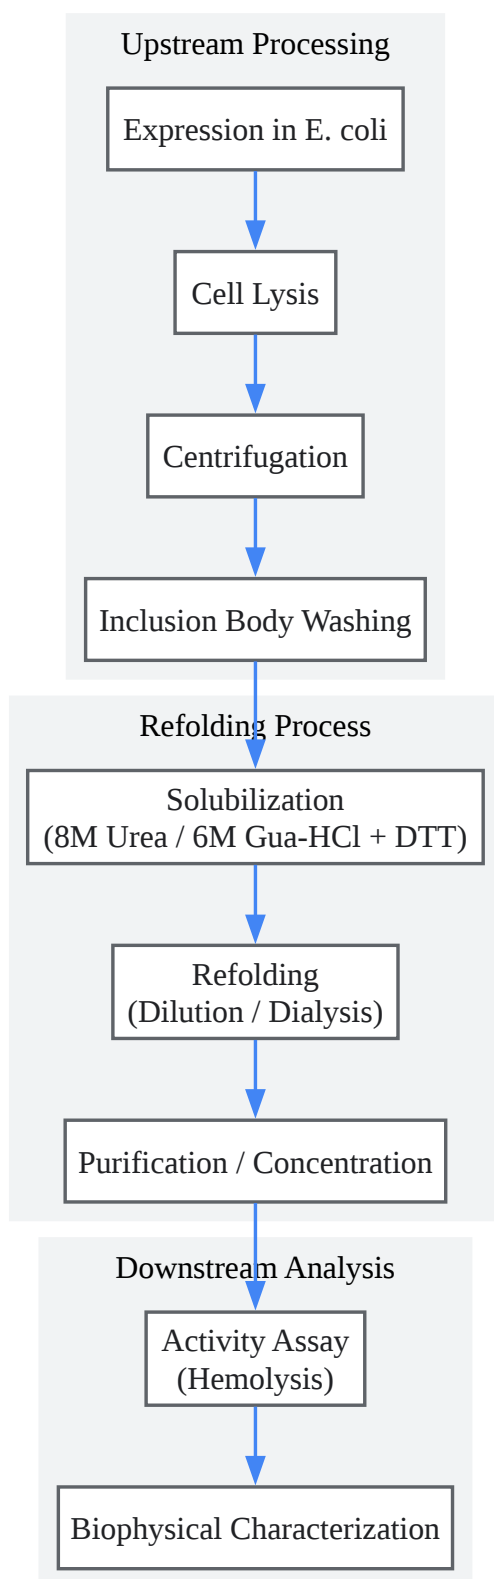 Upstream Processing
Expression in E. coli
Cell Lysis
Centrifugation
Inclusion Body Washing
Refolding Process
Solubilization
(8M Urea / 6M Gua-HCl + DTT)
Refolding
(Dilution / Dialysis)
Purification / Concentration
Downstream Analysis
Activity Assay
(Hemolysis)
Biophysical Characterization